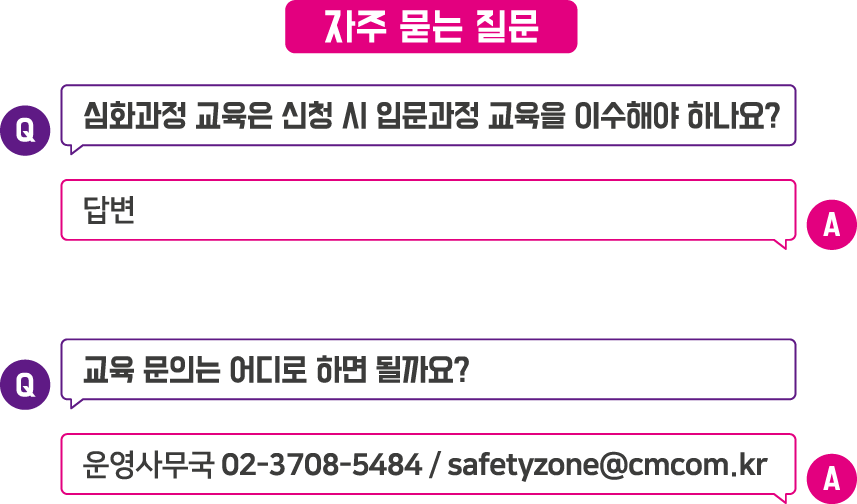 자주 묻는 질문
Q 심화과정 교육은 신청 시 입문과정 교육을 이수해야 하나요?
답변 A
Q 교육 문의는 어디로 하면 될까요?
운영사무국 02-3708-5484 / safetyzone@cmcom.kr A